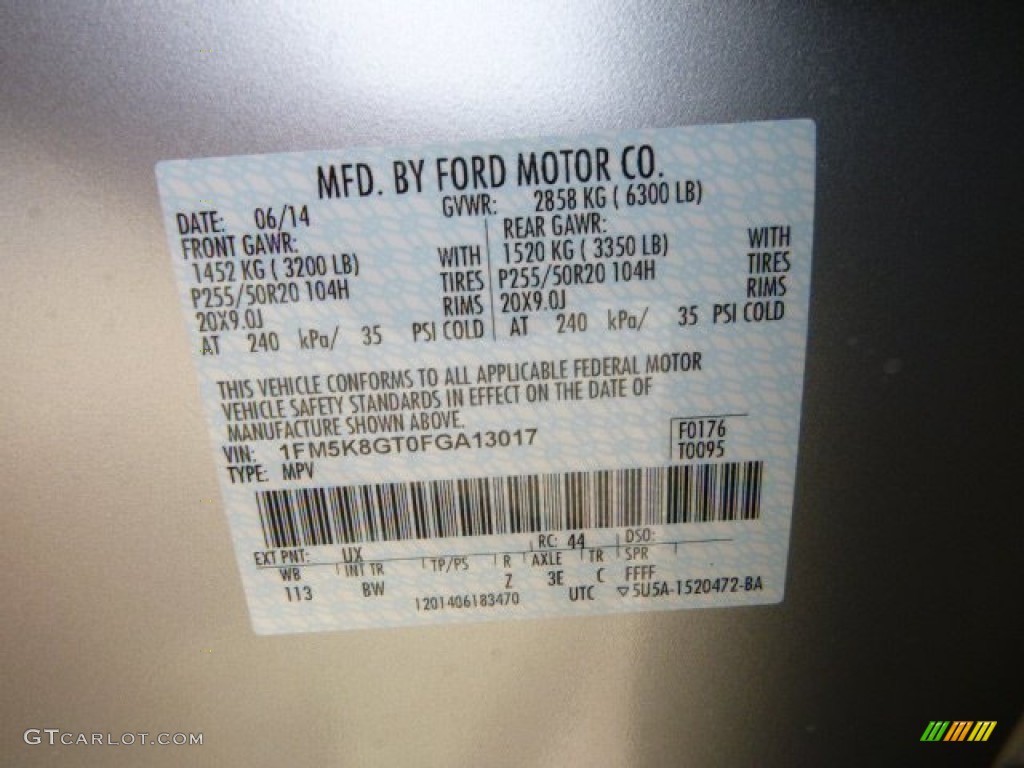 MFD. BY FORD MOTOR CO.
DATE: 06/14 GVWR: 2858 KG ( 6300 LB)
FRONT GAWR: REAR GAWR:
1452 KG ( 3200 LB) WITH 1520 KG ( 3350 LB) WITH
P255/50R20 104H TIRES P255/50R20 104H TIRES
20X9.0J RIMS 20X9.0J RIMS
AT 240 kPa/ 35 PSI COLD AT 240 kPa/ 35 PSI COLD
THIS VEHICLE CONFORMS TO ALL APPLICABLE FEDERAL MOTOR
VEHICLE SAFETY STANDARDS IN EFFECT ON THE DATE OF
MANUFACTURE SHOWN ABOVE.
VIN: 1FM5K8GT0FGA13017 F0176
TYPE: MPV T0095
EXT PNT: UX RC: 44 DSO:
WB INT TR TP/PS R AXLE TR SPR
113 BW Z 3E C FFFF
1201406183470 UTC ▽5U5A-1520472-BA
GTCARLOT.COM